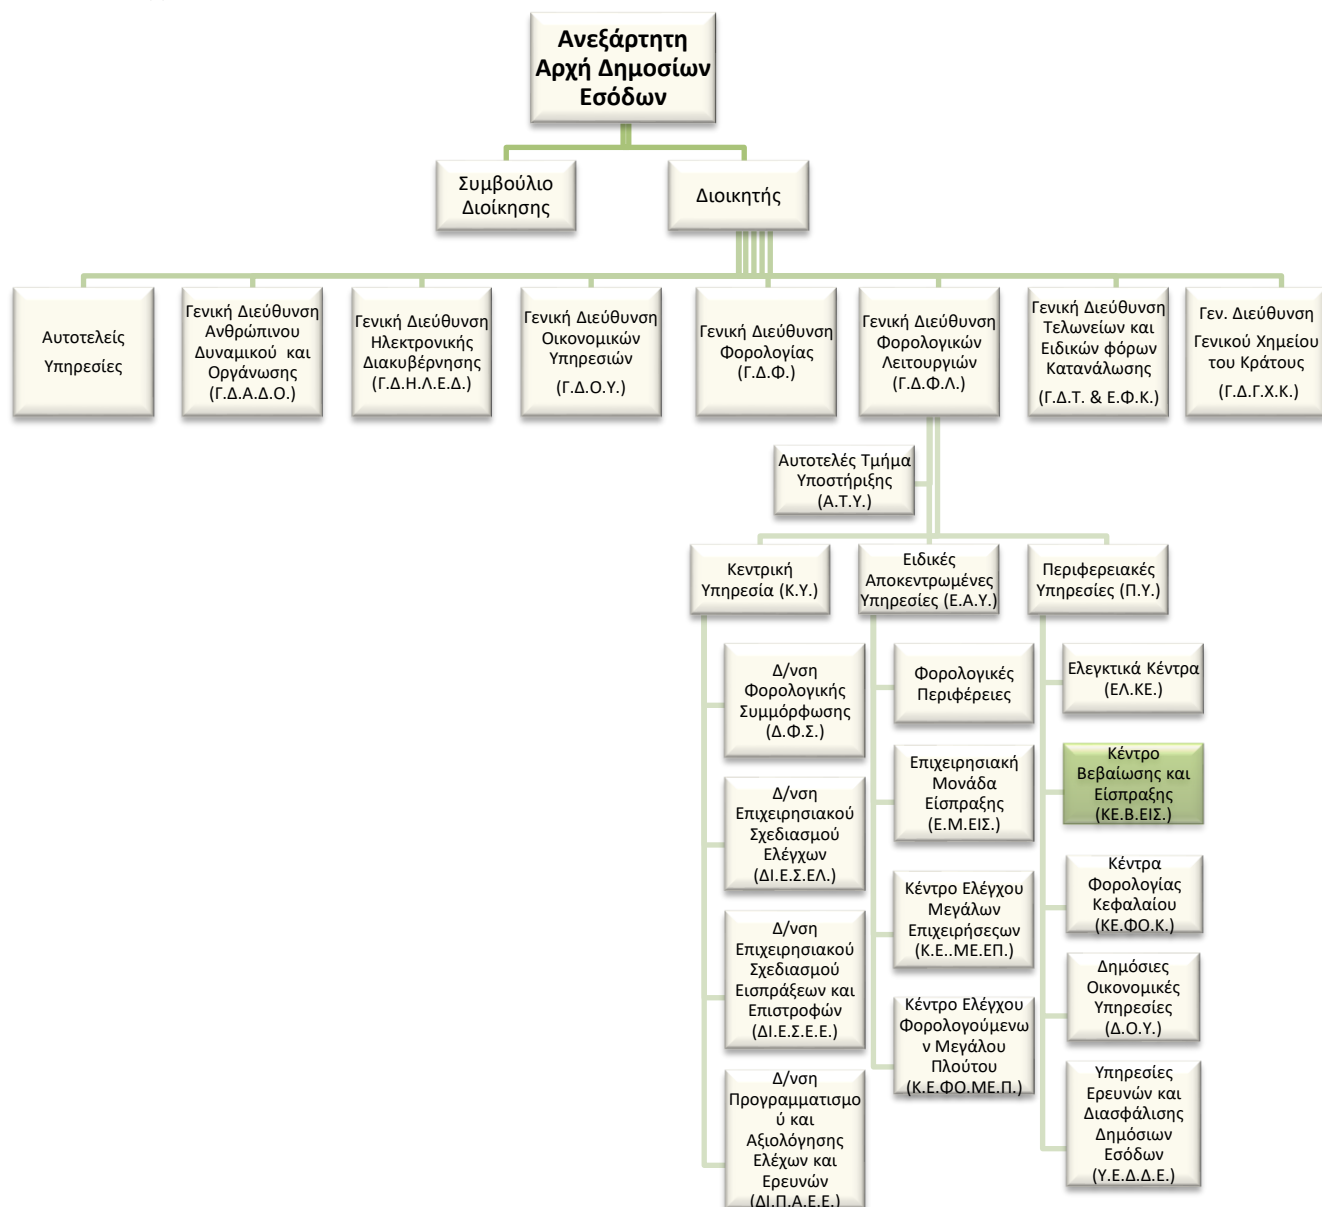 Ανεξάρτητη
Αρχή Δημοσίων
Εσόδων
Συμβούλιο
Διοίκησης
Διοικητής
Αυτοτελείς
Υπηρεσίες
Γενική Διεύθυνση
Ανθρώπινου
Δυναμικού και
Οργάνωσης
(Γ.Δ.Α.Δ.Ο.)
Γενική Διεύθυνση
Ηλεκτρονικής
Διακυβέρνησης
(Γ.Δ.Η.Λ.Ε.Δ.)
Γενική Διεύθυνση
Οικονομικών
Υπηρεσιών
(Γ.Δ.Ο.Υ.)
Γενική Διεύθυνση
Φορολογίας
(Γ.Δ.Φ.)
Γενική Διεύθυνση
Φορολογικών
Λειτουργιών
(Γ.Δ.Φ.Λ.)
Γενική Διεύθυνση
Τελωνείων και
Ειδικών φόρων
Κατανάλωσης
(Γ.Δ.Τ. & Ε.Φ.Κ.)
Γεν. Διεύθυνση
Γενικού Χημείου
του Κράτους
(Γ.Δ.Γ.Χ.Κ.)
Αυτοτελές Τμήμα
Υποστήριξης
(Α.Τ.Υ.)
Κεντρική
Υπηρεσία (Κ.Υ.)
Δ/νση
Φορολογικής
Συμμόρφωσης
(Δ.Φ.Σ.)
Δ/νση
Επιχειρησιακού
Σχεδιασμού
Ελέγχων
(ΔΙ.Ε.Σ.ΕΛ.)
Δ/νση
Επιχειρησιακού
Σχεδιασμού
Εισπράξεων και
Επιστροφών
(ΔΙ.Ε.Σ.Ε.Ε.)
Δ/νση
Προγραμματισμο
ύ και
Αξιολόγησης
Ελέχων και
Ερευνών
(ΔΙ.Π.Α.Ε.Ε.)
Ειδικές
Αποκεντρωμένες
Υπηρεσίες (Ε.Α.Υ.)
Φορολογικές
Περιφέρειες
Επιχειρησιακή
Μονάδα
Είσπραξης
(Ε.Μ.ΕΙΣ.)
Κέντρο Ελέγχου
Μεγάλων
Επιχειρήσεςων
(Κ.Ε..ΜΕ.ΕΠ.)
Κέντρο Ελέγχου
Φορολογούμενω
ν Μεγάλου
Πλούτου
(Κ.Ε.ΦΟ.ΜΕ.Π.)
Περιφερειακές
Υπηρεσίες (Π.Υ.)
Ελεγκτικά Κέντρα
(ΕΛ.ΚΕ.)
Κέντρο
Βεβαίωσης και
Είσπραξης
(ΚΕ.Β.ΕΙΣ.)
Κέντρα
Φορολογίας
Κεφαλαίου
(ΚΕ.ΦΟ.Κ.)
Δημόσιες
Οικονομικές
Υπηρεσίες
(Δ.Ο.Υ.)
Υπηρεσίες
Ερευνών και
Διασφάλισης
Δημόσιων
Εσόδων
(Υ.Ε.Δ.Δ.Ε.)